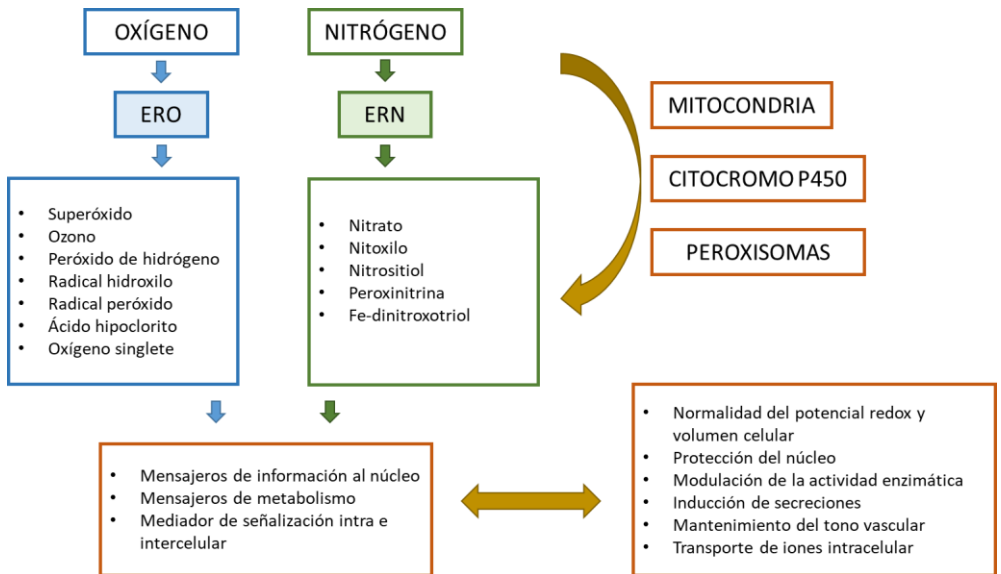 OXÍGENO
NITRÓGENO
ERO
ERN
MITOCONDRIA
CITOCROMO P450
PEROXISOMAS
• Superóxido
• Ozono
• Peróxido de hidrógeno
• Radical hidroxilo
• Radical peróxido
• Ácido hipoclorito
• Oxígeno singlete
• Nitrato
• Nitoxilo
• Nitrositiol
• Peroxinitrina
• Fe-dinitroxotriol
• Mensajeros de información al núcleo
• Mensajeros de metabolismo
• Mediador de señalización intra e
intercelular
• Normalidad del potencial redox y
volumen celular
• Protección del núcleo
• Modulación de la actividad enzimática
• Inducción de secreciones
• Mantenimiento del tono vascular
• Transporte de iones intracelular